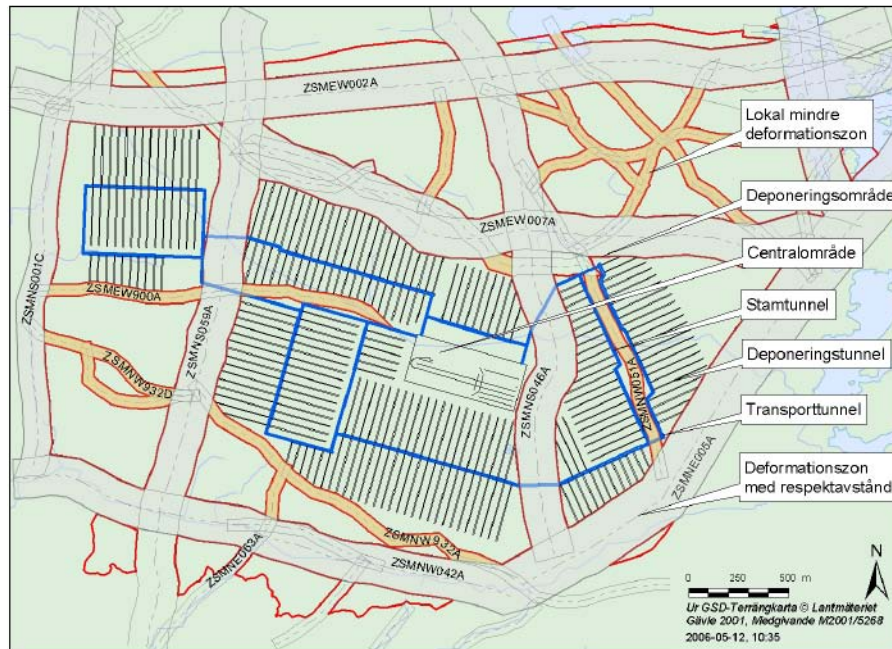 ZSMEW002A
Lokal mindre
deformationszon
Deponeringsområde
ZSMEW007A
Centralområde
ZSMNS001C
ZSMEW900A
ZSMNS059A
Stamtunnel
ZSMNW932D
ZSMNS046A
ZSMNW051A
Deponeringstunnel
Transporttunnel
ZSMNE005A
Deformationszon
med respektavstånd
ZSMNW932A
ZSMNE063A
ZSMNW042A
N
0 250 500 m
Ur GSD-Terrängkarta © Lantmäteriet
Gävle 2001, Medgivande M2001/5268
2006-05-12, 10:35